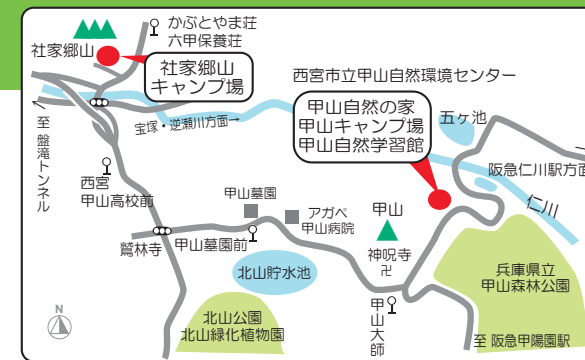 かぶとやま荘
六甲保養荘
社家郷山
社家郷山
キャンプ場
西宮市立甲山自然環境センター
甲山自然の家
甲山キャンプ場
甲山自然学習館
五ヶ池
阪急仁川駅方面
仁川
宝塚・逆瀬川方面→
←至 盤滝トンネル
西宮
甲山高校前
甲山墓園
アガペ
甲山病院
甲山
鷲林寺
甲山墓園前
神呪寺
卍
北山貯水池
兵庫県立
甲山森林公園
甲山大師
北山公園
北山緑化植物園
至 阪急甲陽園駅
N